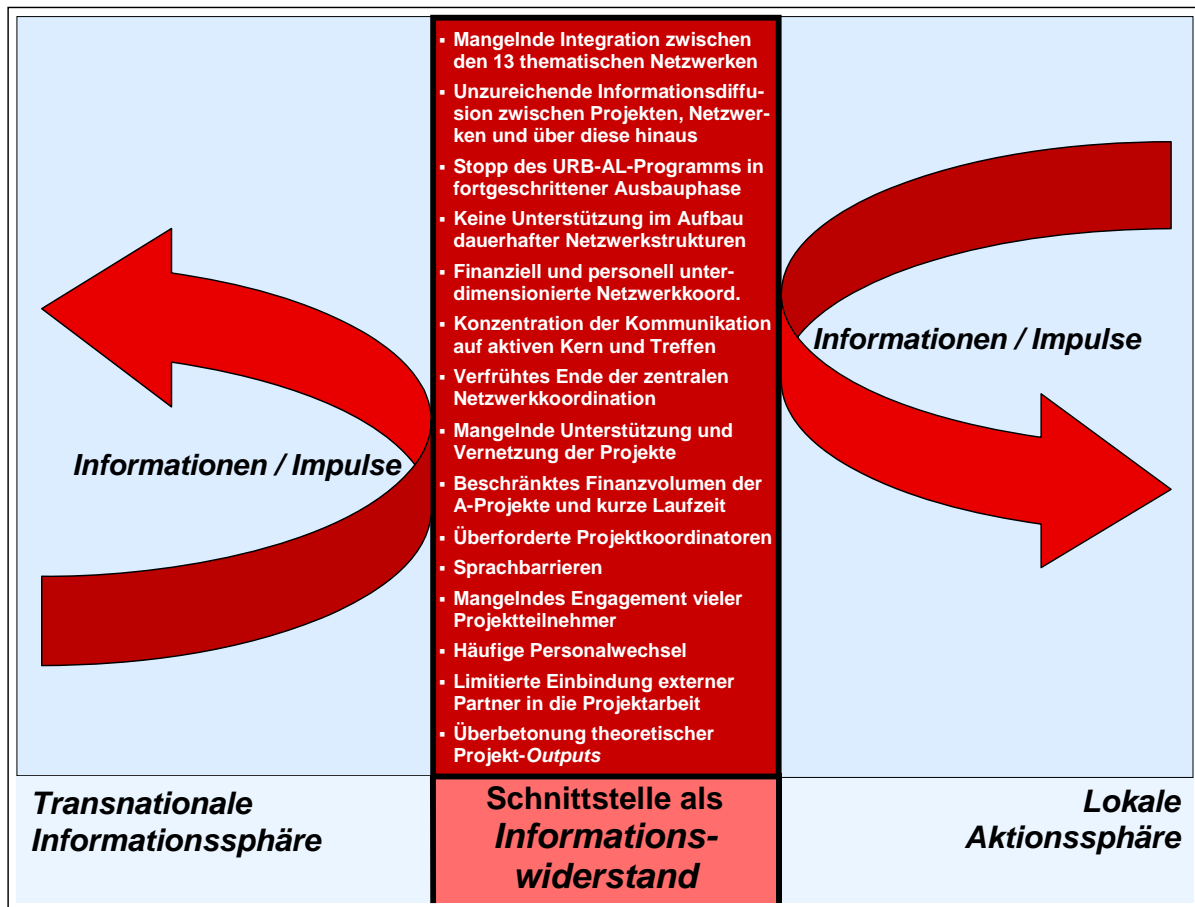 ▪ Mangelnde Integration zwischen
den 13 thematischen Netzwerken
▪ Unzureichende Informationsdiffu-
sion zwischen Projekten, Netzwer-
ken und über diese hinaus
▪ Stopp des URB-AL-Programms in
fortgeschrittener Ausbauphase
▪ Keine Unterstützung im Aufbau
dauerhafter Netzwerkstrukturen
▪ Finanziell und personell unter-
dimensionierte Netzwerkkoord.
▪ Konzentration der Kommunikation
auf aktiven Kern und Treffen
▪ Verfrühtes Ende der zentralen
Netzwerkkoordination
▪ Mangelnde Unterstützung und
Vernetzung der Projekte
▪ Beschränktes Finanzvolumen der
A-Projekte und kurze Laufzeit
▪ Überforderte Projektkoordinatoren
▪ Sprachbarrieren
▪ Mangelndes Engagement vieler
Projektteilnehmer
▪ Häufige Personalwechsel
▪ Limitierte Einbindung externer
Partner in die Projektarbeit
▪ Überbetonung theoretischer
Projekt-Outputs
Informationen / Impulse
Informationen / Impulse
Transnationale
Informationssphäre
Schnittstelle als
Informations-
widerstand
Lokale
Aktionssphäre